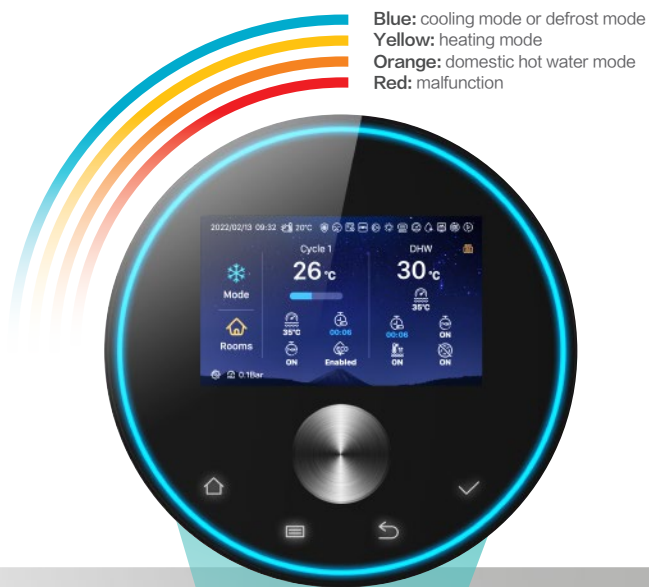 Blue: cooling mode or defrost mode
Yellow: heating mode
Orange: domestic hot water mode
Red: malfunction
2022/02/13 09:32 20°C
Cycle 1
DHW
26 °C
30 °C
Mode
35°C
35°C
00:06
00:06
ON
Rooms
ON
Enabled
ON
ON
0.1Bar